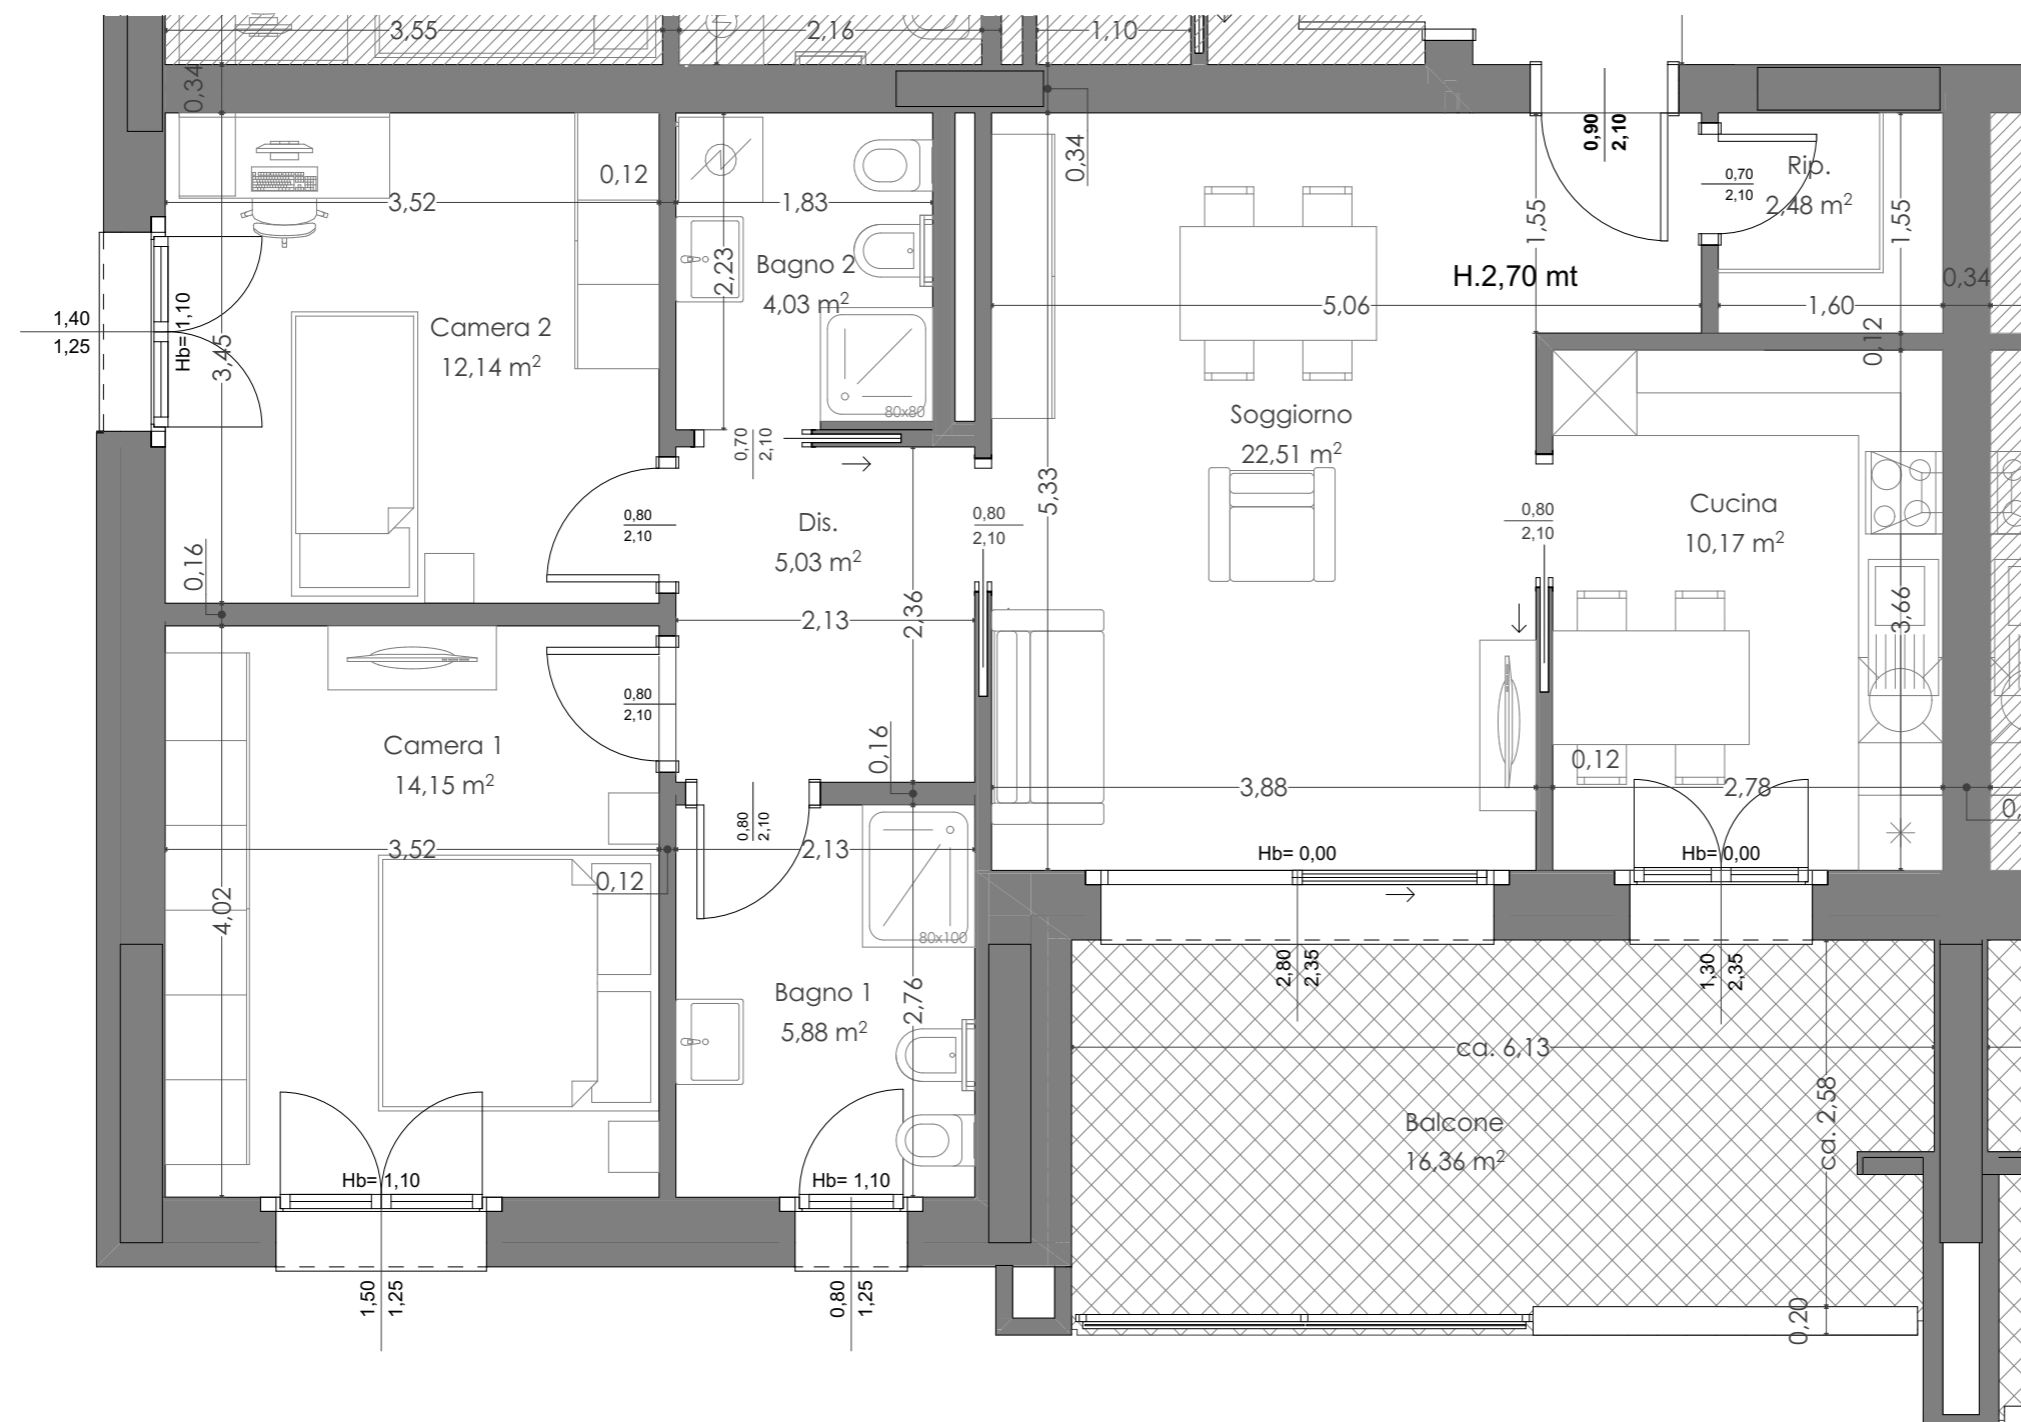 3,55
2,16
1,10
0,34
0,34
0,90
2,10
0,12
3,52
1,83
Rip.
2,48 m²
0,70
2,10
1,55
1,55
2,23
Bagno 2
4,03 m²
H.2,70 mt
0,34
5,06
1,60
0,12
1,40
1,25
Hb=1,10
3,45
Camera 2
12,14 m²
80x80
Soggiorno
22,51 m²
0,70
2,10
5,33
0,80
2,10
Dis.
5,03 m²
0,80
2,10
0,80
2,10
Cucina
10,17 m²
0,16
2,13
2,36
3,66
0,80
2,10
Camera 1
14,15 m²
0,16
0,12
3,88
2,78
0,80
2,10
3,52
2,13
0,12
Hb= 0,00
Hb= 0,00
4,02
80x100
2,80
2,35
1,30
2,35
Bagno 1
5,88 m²
2,76
ca. 6,13
Balcone
16,36 m²
ca. 2,58
Hb= 1,10
Hb= 1,10
1,50
1,25
0,80
1,25
0,20